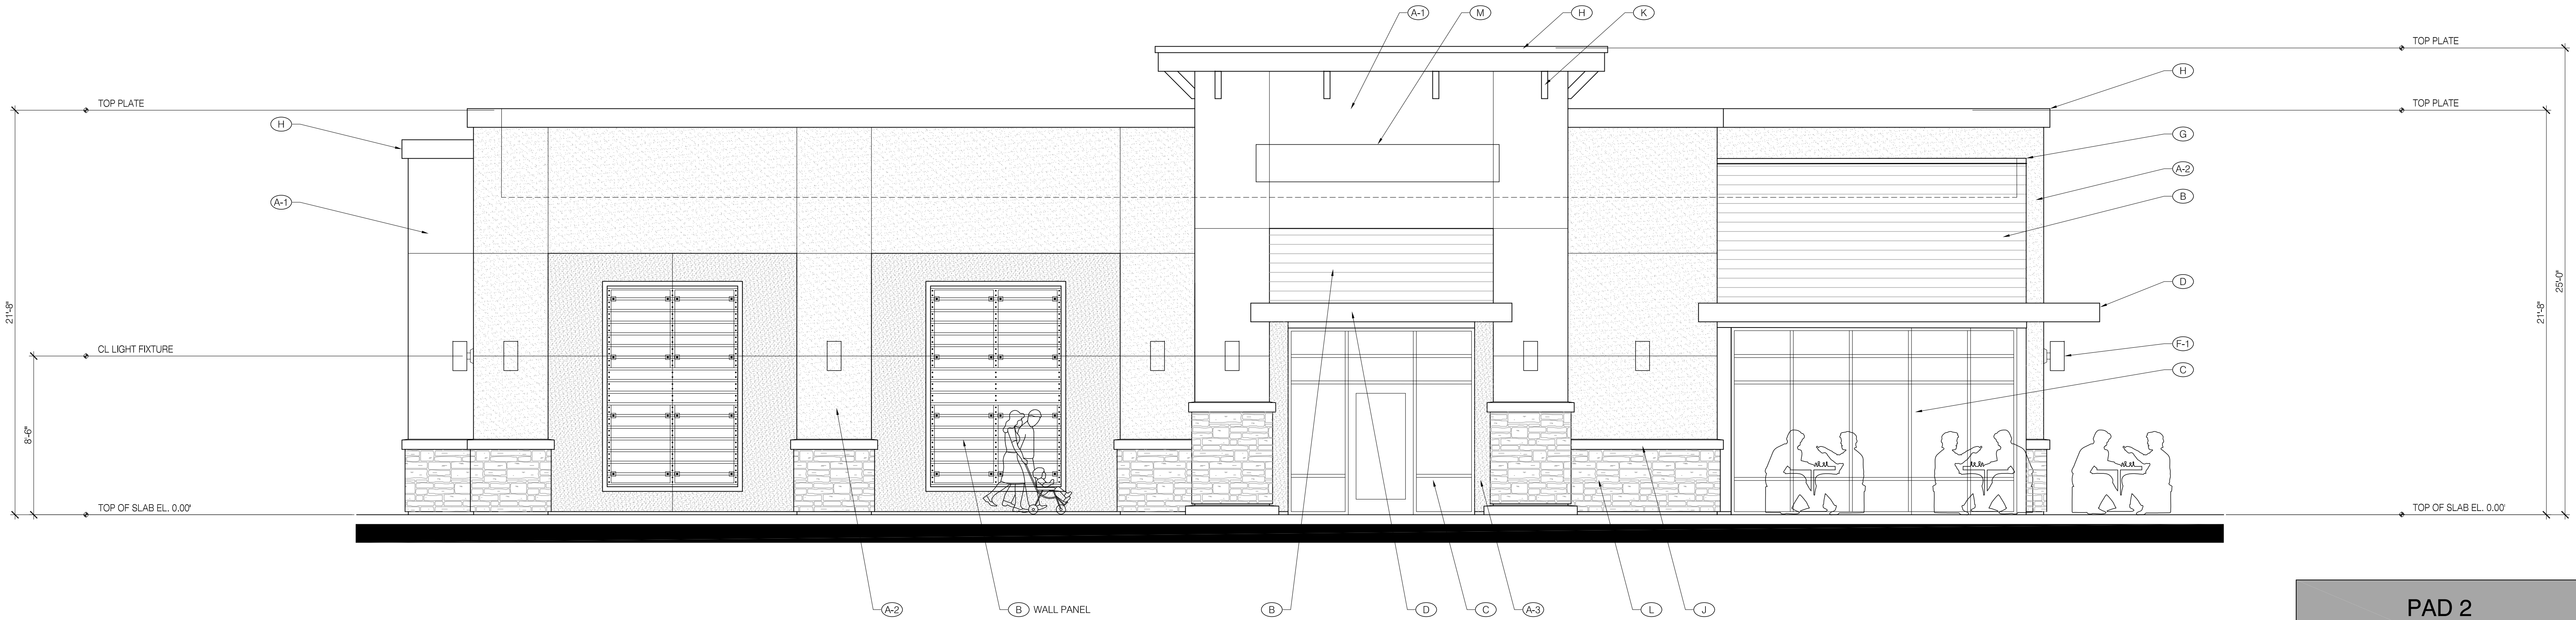 A-1
M
H
K
TOP PLATE
TOP PLATE
H
TOP PLATE
TOP PLATE
H
G
A-2
A-1
B
D
25'-0"
21'-8"
21'-8"
F-1
CL LIGHT FIXTURE
C
8'-6"
TOP OF SLAB EL. 0.00'
TOP OF SLAB EL. 0.00'
A-2
B WALL PANEL
B
D
C
A-3
L
J
PAD 2